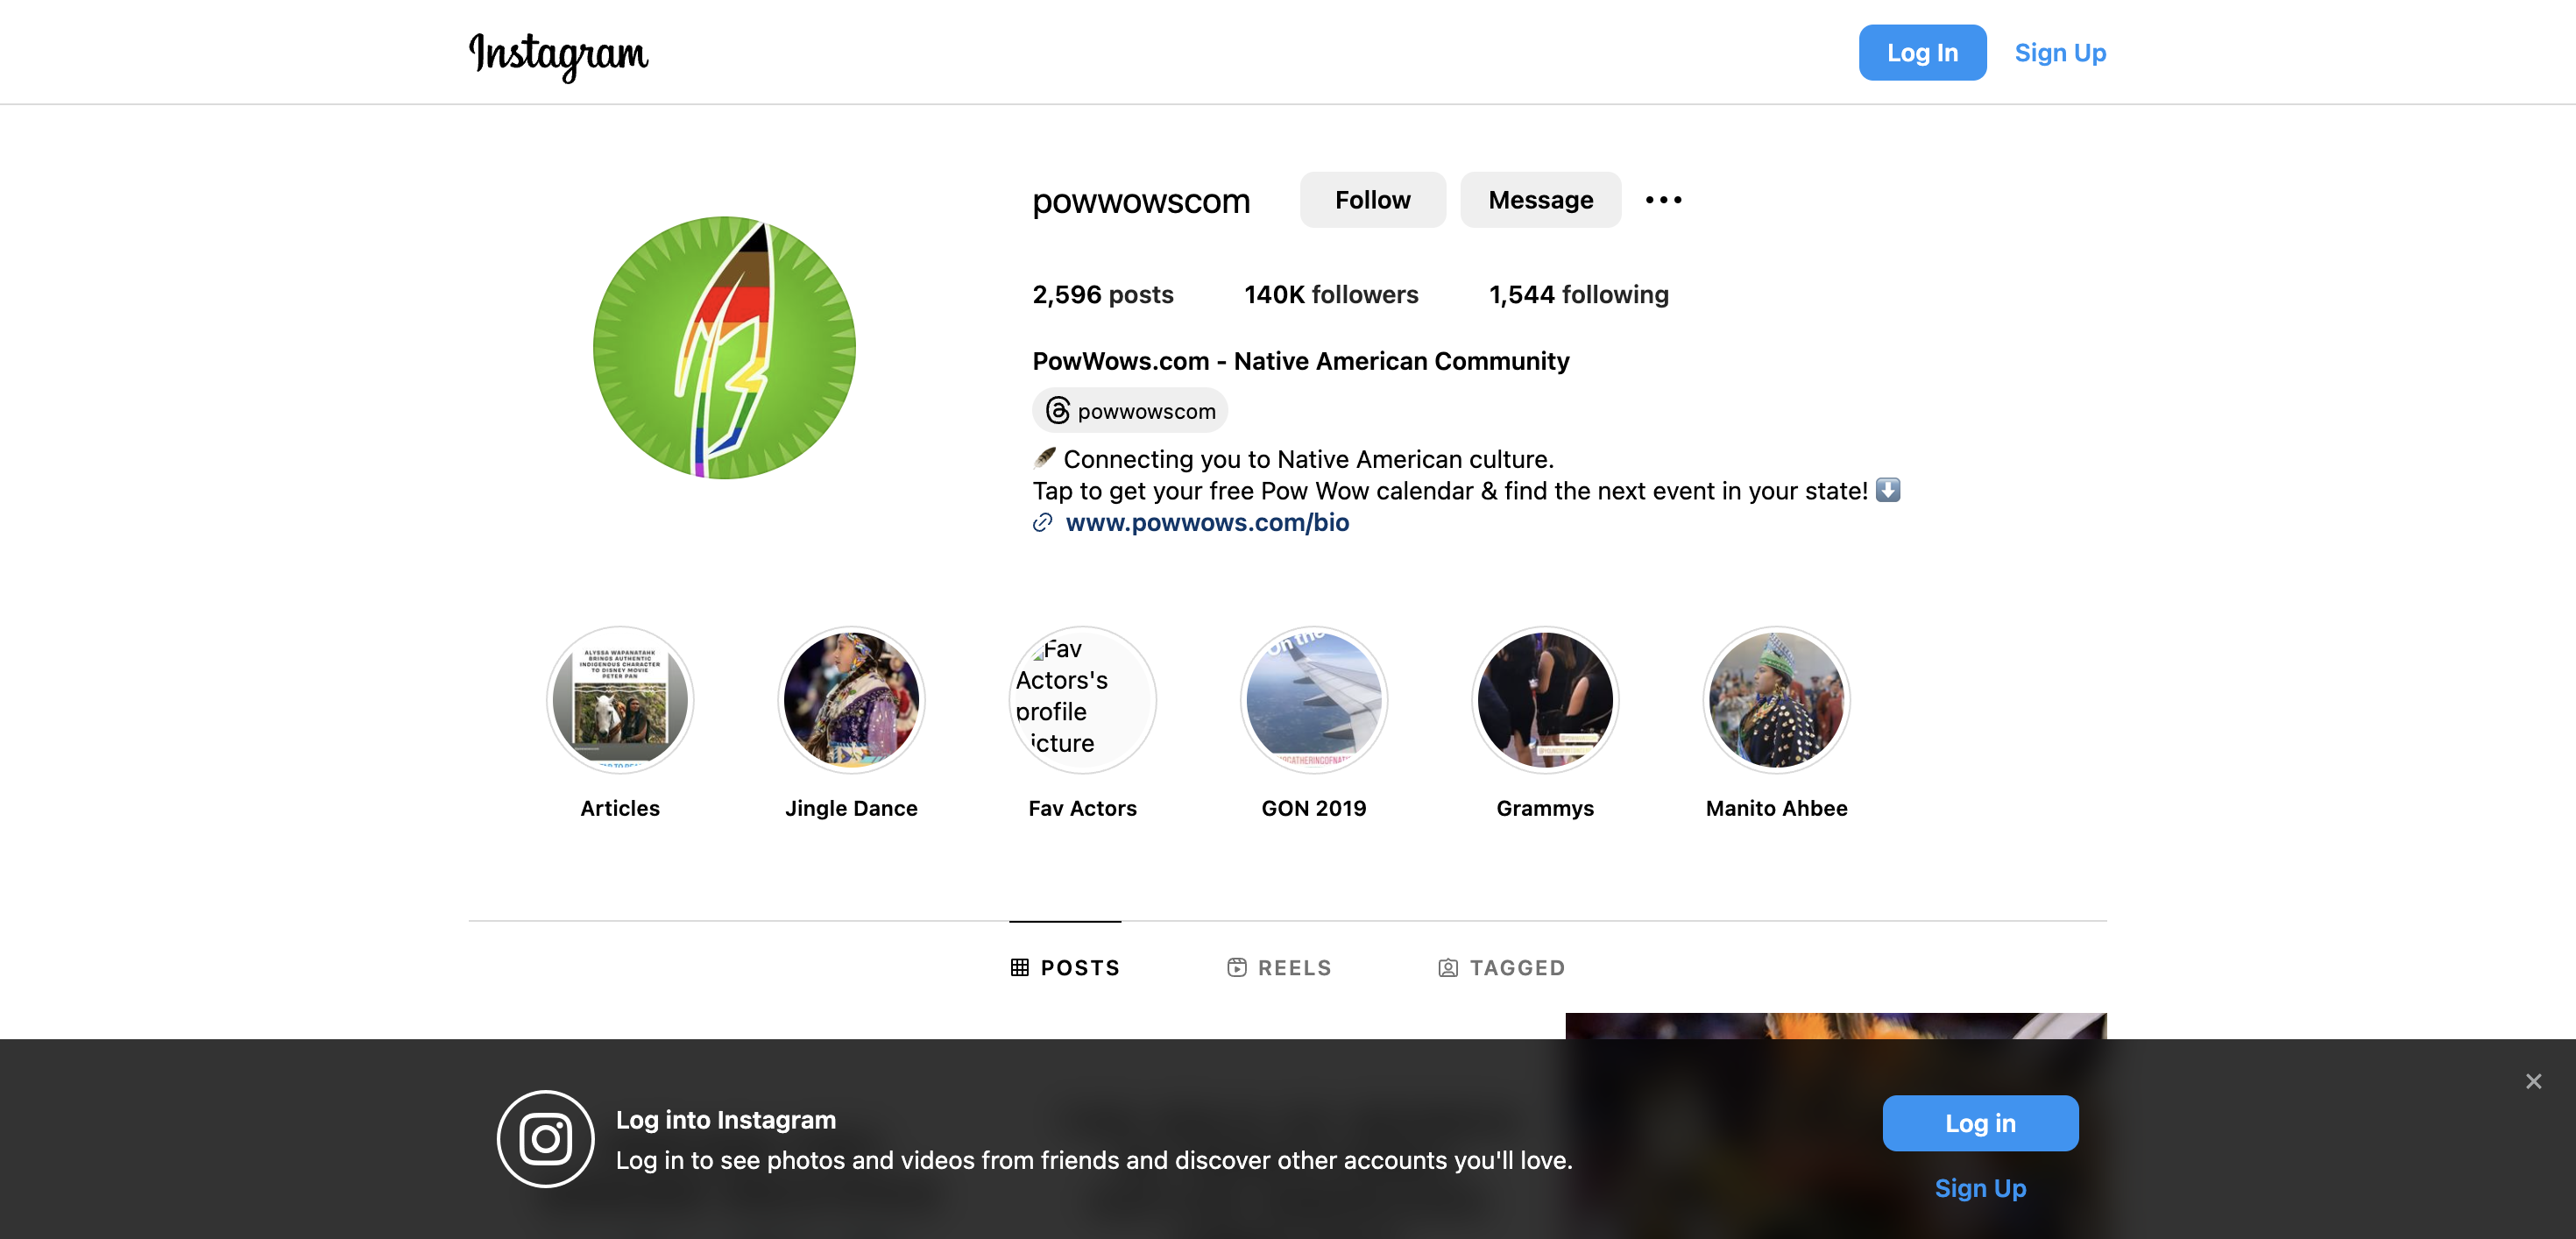 Instagram
Log In
Sign Up
powwowscom
Follow
Message
2,596 posts
140K followers
1,544 following
PowWows.com - Native American Community
powwowscom
🪶 Connecting you to Native American culture.
Tap to get your free Pow Wow calendar & find the next event in your state! ⬇️
www.powwows.com/bio
ALYSSA WAPANATAHK
BRINGS AUTHENTIC
INDIGENOUS CHARACTER
TO DISNEY MOVIE
PETER PAN
Fav
Actors's
profile
icture
On the
Articles
Jingle Dance
Fav Actors
GON 2019
Grammys
Manito Ahbee
POSTS
REELS
TAGGED
Log into Instagram
Log in to see photos and videos from friends and discover other accounts you'll love.
Log in
Sign Up